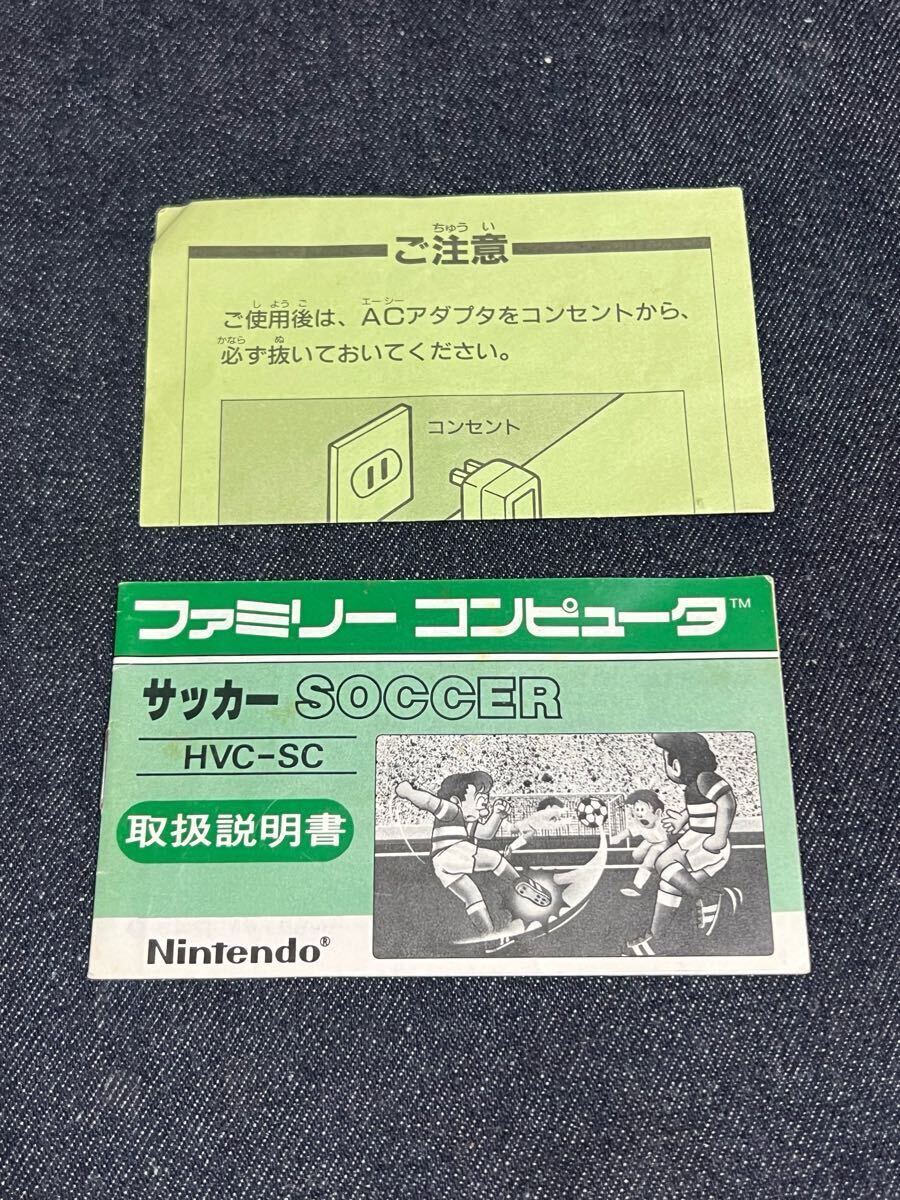 ご注意
ちゅう い
ご使用後は、ACアダプタをコンセントから、
し よう ご エーシー
必ず抜いておいてください。
かなら ぬ
コンセント
ファミリー コンピュータ™
サッカー SOCCER
HVC-SC
取扱説明書
Nintendo®